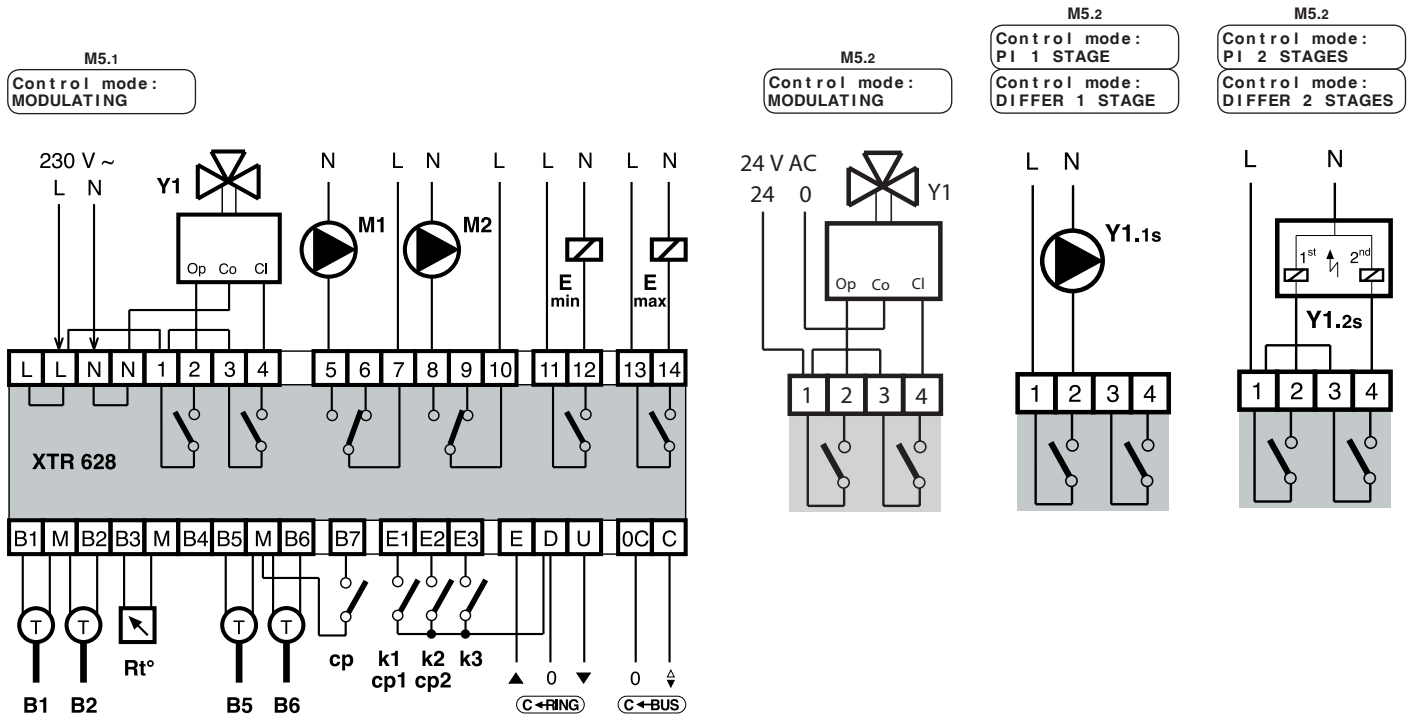 M5.1
Control mode:
MODULATING
M5.2
Control mode:
MODULATING
M5.2
Control mode:
PI 1 STAGE
Control mode:
DIFFER 1 STAGE
M5.2
Control mode:
PI 2 STAGES
Control mode:
DIFFER 2 STAGES
230 V ~
L N
Y1
Op Co Cl
N
M1
L N
M2
L
L N
E
min
L N
E
max
L L N N 1 2 3 4 5 6 7 8 9 10 11 12 13 14
XTR 628
B1 M B2 B3 M B4 B5 M B6 B7 E1 E2 E3 E D U 0C C
T T T T
Rt°
B1 B2 B5 B6
cp
k1 k2 k3
cp1 cp2
▲ 0 ▼
C RING
0
C BUS
24 V AC
24 0
Y1
Op Co Cl
1 2 3 4
L N
Y1.1s
1 2 3 4
L N
1st 2nd
Y1.2s
1 2 3 4